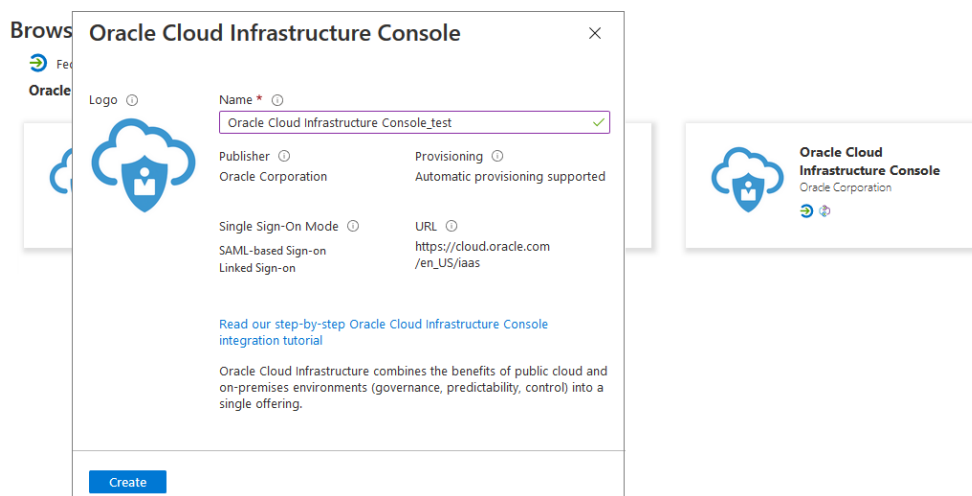 Brows
Fed
Oracle
Oracle Cloud Infrastructure Console
Logo
Name *
Oracle Cloud Infrastructure Console_test
Publisher
Provisioning
Oracle Corporation
Automatic provisioning supported
Single Sign-On Mode
URL
SAML-based Sign-on
Linked Sign-on
https://cloud.oracle.com
/en_US/iaas
Read our step-by-step Oracle Cloud Infrastructure Console
integration tutorial
Oracle Cloud Infrastructure combines the benefits of public cloud and
on-premises environments (governance, predictability, control) into a
single offering.
Create
Oracle Cloud
Infrastructure Console
Oracle Corporation